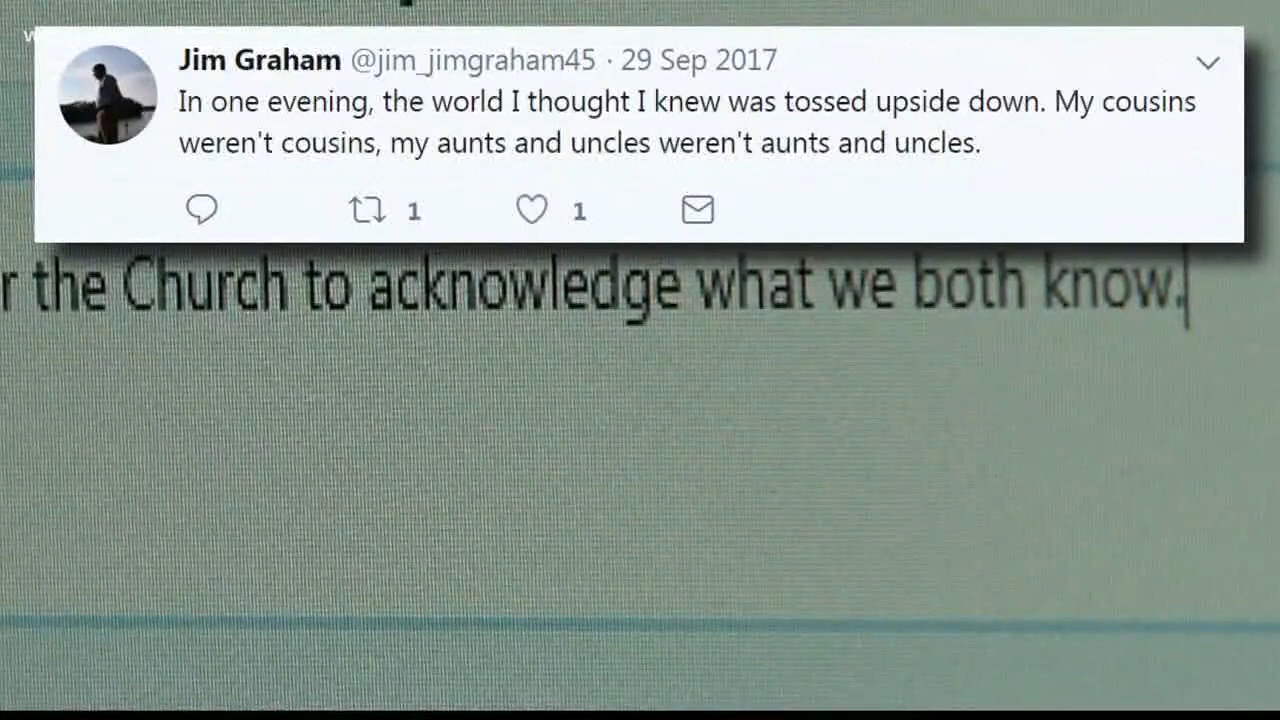 Jim Graham @jim_jimgraham45 · 29 Sep 2017
In one evening, the world I thought I knew was tossed upside down. My cousins
weren't cousins, my aunts and uncles weren't aunts and uncles.
1 1
the Church to acknowledge what we both know.